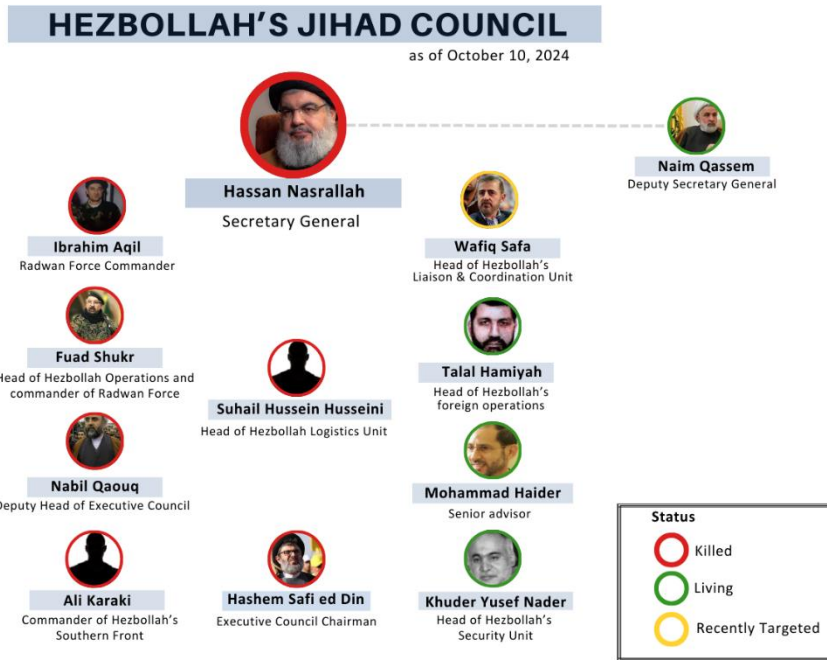 HEZBOLLAH'S JIHAD COUNCIL
as of October 10, 2024
Hassan Nasrallah
Secretary General
Naim Qassem
Deputy Secretary General
Ibrahim Aqil
Radwan Force Commander
Fuad Shukr
Head of Hezbollah Operations and
commander of Radwan Force
Nabil Qaouq
Deputy Head of Executive Council
Ali Karaki
Commander of Hezbollah's
Southern Front
Suhail Hussein Husseini
Head of Hezbollah Logistics Unit
Hashem Safi ed Din
Executive Council Chairman
Wafiq Safa
Head of Hezbollah's
Liaison & Coordination Unit
Talal Hamiyah
Head of Hezbollah's
foreign operations
Mohammad Haider
Senior advisor
Khuder Yusef Nader
Head of Hezbollah's
Security Unit
Status
Killed
Living
Recently Targeted